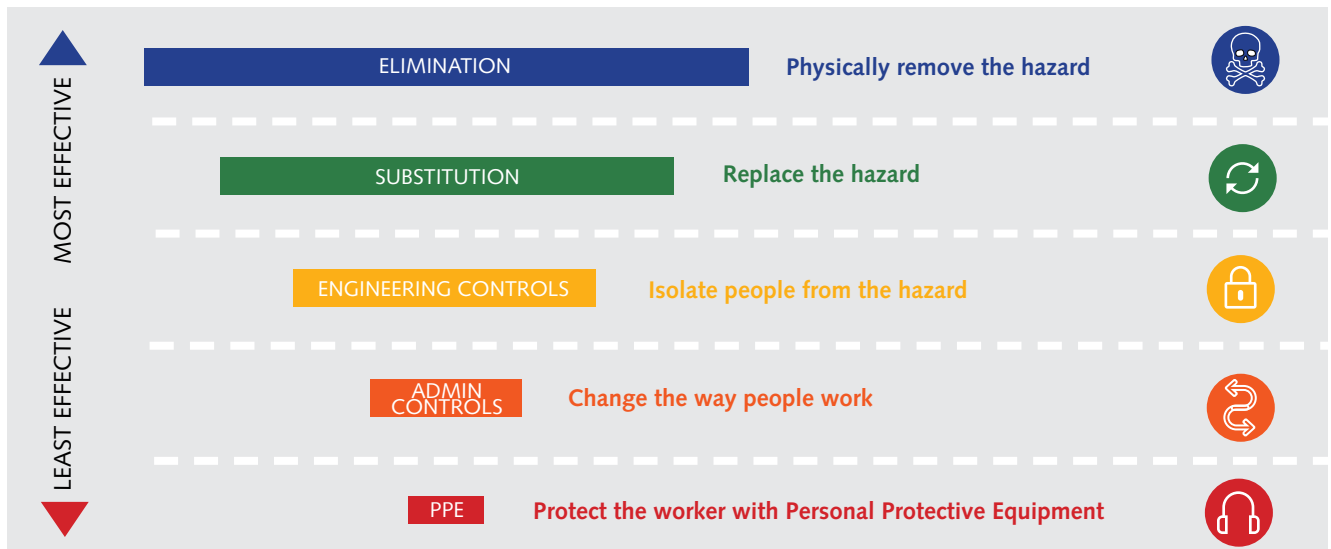 MOST EFFECTIVE
LEAST EFFECTIVE
ELIMINATION
Physically remove the hazard
SUBSTITUTION
Replace the hazard
ENGINEERING CONTROLS
Isolate people from the hazard
ADMIN
CONTROLS
Change the way people work
PPE
Protect the worker with Personal Protective Equipment